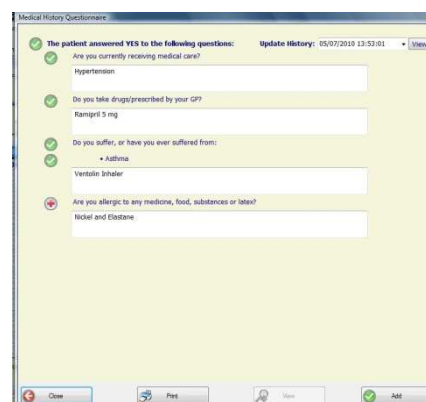 Medical History Questionnaire
The patient answered YES to the following questions:
Update History: 05/07/2010 13:53:01
View
Are you currently receiving medical care?
Hypertension
Do you take drugs/prescribed by your GP?
Ramipril 5 mg
Do you suffer, or have you ever suffered from:
• Asthma
Ventolin Inhaler
Are you allergic to any medicine, food, substances or latex?
Nickel and Elastane
Close
Print
View
Add